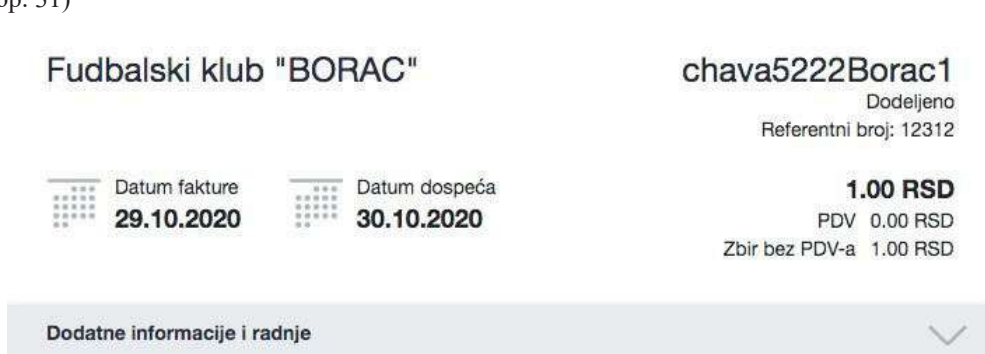 Fudbalski klub "BORAC"
chava5222Borac1
Dodeljeno
Referentni broj: 12312
Datum fakture
29.10.2020
Datum dospeća
30.10.2020
1.00 RSD
PDV 0.00 RSD
Zbir bez PDV-a 1.00 RSD
Dodatne informacije i radnje